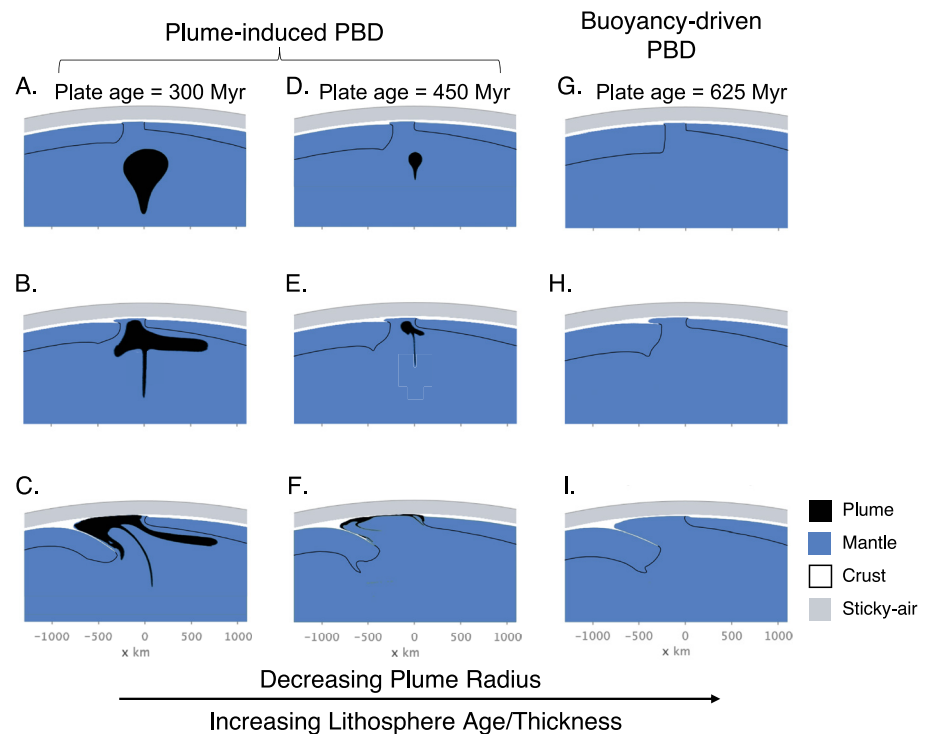 Plume-induced PBD
Buoyancy-driven
PBD
A. Plate age = 300 Myr
D. Plate age = 450 Myr
G. Plate age = 625 Myr
B.
E.
H.
C.
F.
I.
Plume
Mantle
Crust
Sticky-air
−1000 −500 0 500 1000
x km
−1000 −500 0 500 1000
x km
−1000 −500 0 500 1000
x km
Decreasing Plume Radius
Increasing Lithosphere Age/Thickness